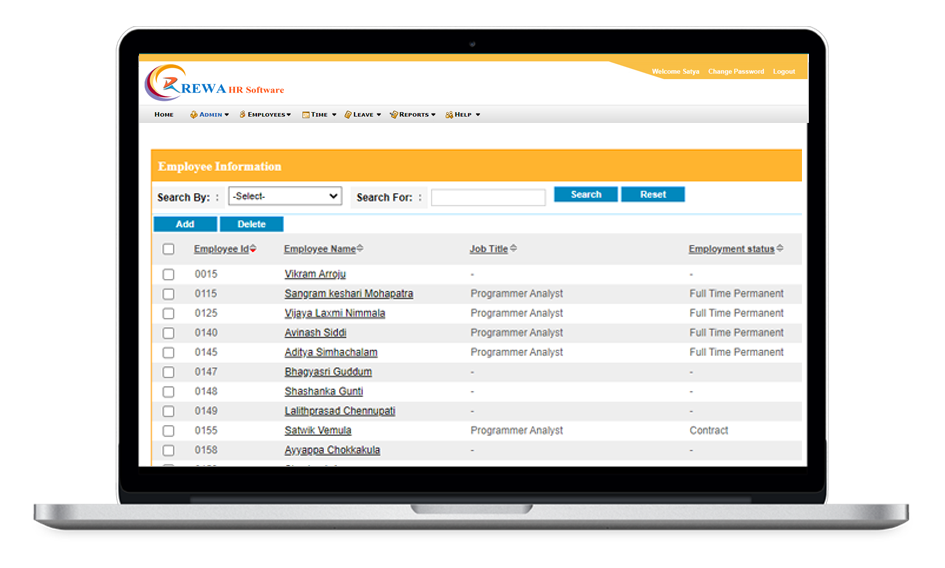 Welcome Satya Change Password Logout
REWA HR Software
HOME ADMIN EMPLOYEES TIME LEAVE REPORTS HELP
Employee Information
Search By: : -Select- Search For: : Search Reset
Add Delete
Employee Id Employee Name Job Title Employment status
0015 Vikram Arroju - -
0115 Sangram keshari Mohapatra Programmer Analyst Full Time Permanent
0125 Vijaya Laxmi Nimmala Programmer Analyst Full Time Permanent
0140 Avinash Siddi Programmer Analyst Full Time Permanent
0145 Aditya Simhachalam Programmer Analyst Full Time Permanent
0147 Bhagyasri Guddum - -
0148 Shashanka Gunti - -
0149 Lalithprasad Chennupati - -
0155 Satwik Vemula Programmer Analyst Contract
0158 Ayyappa Chokkakula - -